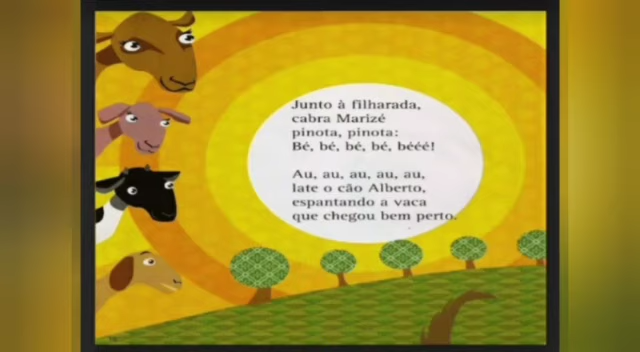 Junto à filharada,
cabra Marizé
pinota, pinota:
Bé, bé, bé, bé, bééé!
Au, au, au, au, au,
late o cão Alberto,
espantando a vaca
que chegou bem perto.